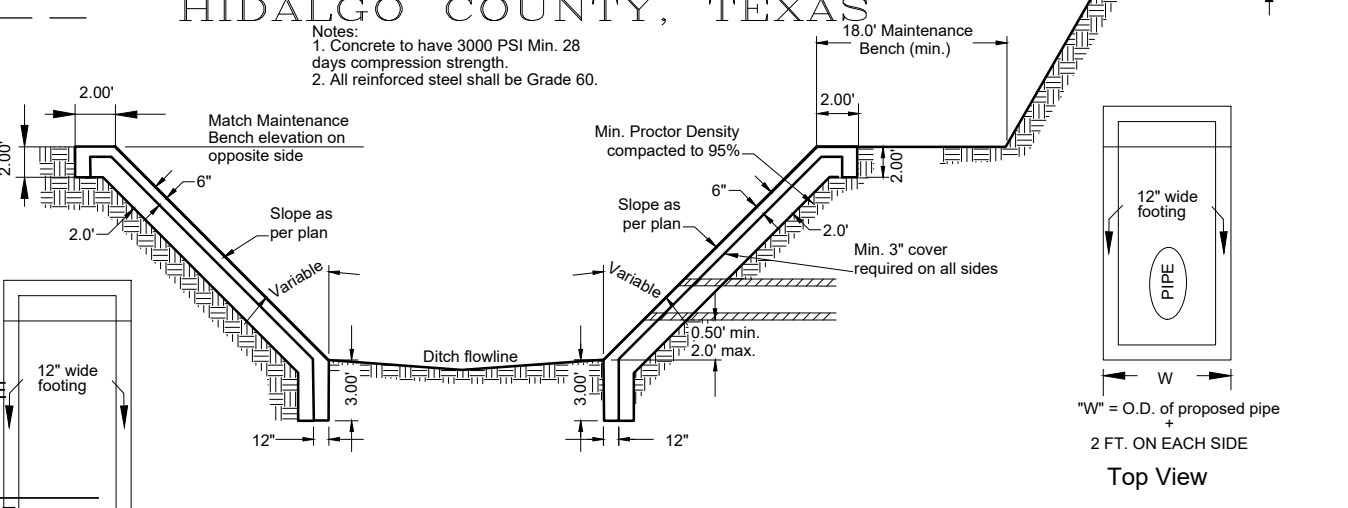 HIDALGO COUNTY, TEXAS
Notes:
1. Concrete to have 3000 PSI Min. 28
days compression strength.
2. All reinforced steel shall be Grade 60.
18.0' Maintenance
Bench (min.)
2.00'
2.00'
Match Maintenance
Bench elevation on
opposite side
6"
2.0'
Slope as
per plan
Variable
Min. Proctor Density
compacted to 95%
2.00'
2.00'
6"
Slope as
per plan
2.0'
Min. 3" cover
required on all sides
Variable
0.50' min.
2.0' max.
Ditch flowline
3.00'
3.00'
12"
12"
12" wide
footing
12" wide
footing
PIPE
W
"W" = O.D. of proposed pipe
+
2 FT. ON EACH SIDE
Top View